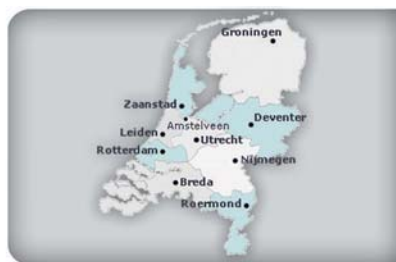 Groningen
Zaanstad
Amstelveen
Deventer
Leiden
Utrecht
Rotterdam
Nijmegen
Breda
Roermond